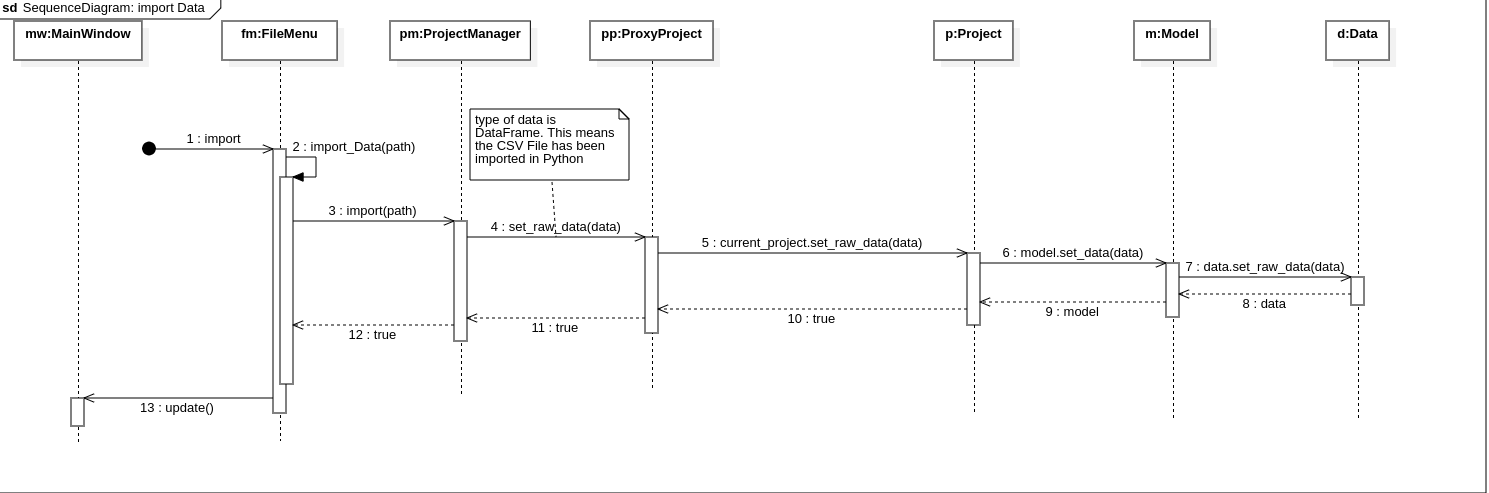 sd SequenceDiagram: import Data
mw:MainWindow
fm:FileMenu
pm:ProjectManager
pp:ProxyProject
p:Project
m:Model
d:Data
type of data is
DataFrame. This means
the CSV File has been
imported in Python
1 : import
2 : import_Data(path)
3 : import(path)
4 : set_raw_data(data)
5 : current_project.set_raw_data(data)
6 : model.set_data(data)
7 : data.set_raw_data(data)
8 : data
9 : model
10 : true
11 : true
12 : true
13 : update()